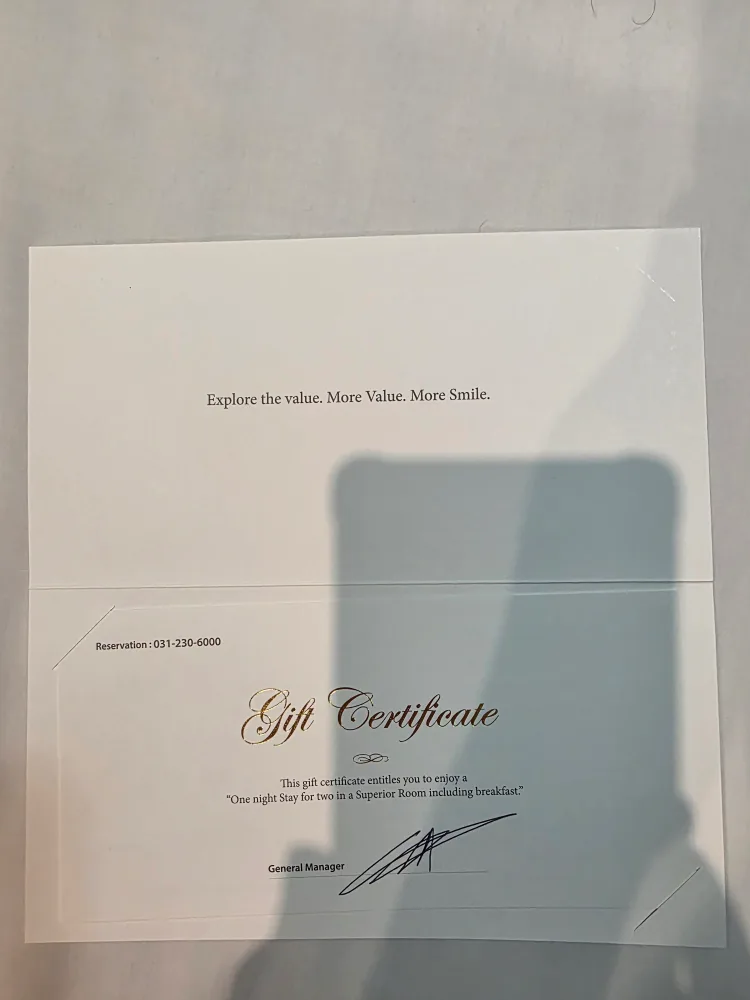 Explore the value. More Value. More Smile.
Reservation : 031-230-6000
Gift Certificate
This gift certificate entitles you to enjoy a
“One night Stay for two in a Superior Room including breakfast.”
General Manager